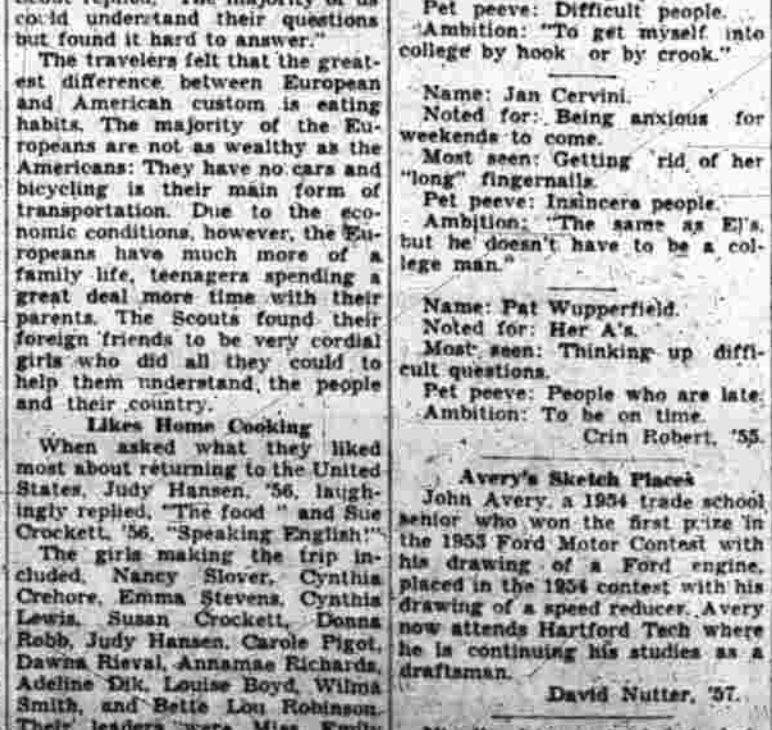 could understand their questions
but found it hard to answer."
The travelers felt that the great-
est difference between European
and American custom is eating
habits. The majority of the Eu-
ropeans are not as wealthy as the
Americans: They have no cars and
bicycling is their main form of
transportation. Due to the eco-
nomic conditions, however, the Eu-
ropeans have much more of a
family life, teenagers spending a
great deal more time with their
parents. The Scouts found their
foreign friends to be very cordial
girls who did all they could to
help them understand the people
and their country.
Likes Home Cooking
When asked what they liked
most about returning to the United
States, Judy Hansen, '56, laugh-
ingly replied, "The food " and Sue
Crockett, '56, "Speaking English!"
The girls making the trip in-
cluded, Nancy Slover, Cynthia
Crehore, Emma Stevens, Cynthia
Lewis, Susan Crockett, Donna
Robb, Judy Hansen, Carole Pigot,
Dawna Rieval, Annamae Richards,
Adeline Dik, Louise Boyd, Wilma
Smith, and Bette Lou Robinson.
Their leaders were Miss Emily
Pet peeve: Difficult people.
Ambition: "To get myself into
college by hook or by crook."
Name: Jan Cervini.
Noted for: Being anxious for
weekends to come.
Most seen: Getting rid of her
"long" fingernails.
Pet peeve: Insincere people.
Ambition: "The same as EJ's,
but he doesn't have to be a col-
lege man."
Name: Pat Wupperfield.
Noted for: Her A's.
Most seen: Thinking up diffi-
cult questions.
Pet peeve: People who are late.
Ambition: To be on time.
Crin Robert, '55.
Avery's Sketch Places
John Avery, a 1954 trade school
senior who won the first prize in
the 1953 Ford Motor Contest with
his drawing of a Ford engine,
placed in the 1954 contest with his
drawing of a speed reducer. Avery
now attends Hartford Tech where
he is continuing his studies as a
draftsman.
David Nutter, '57.